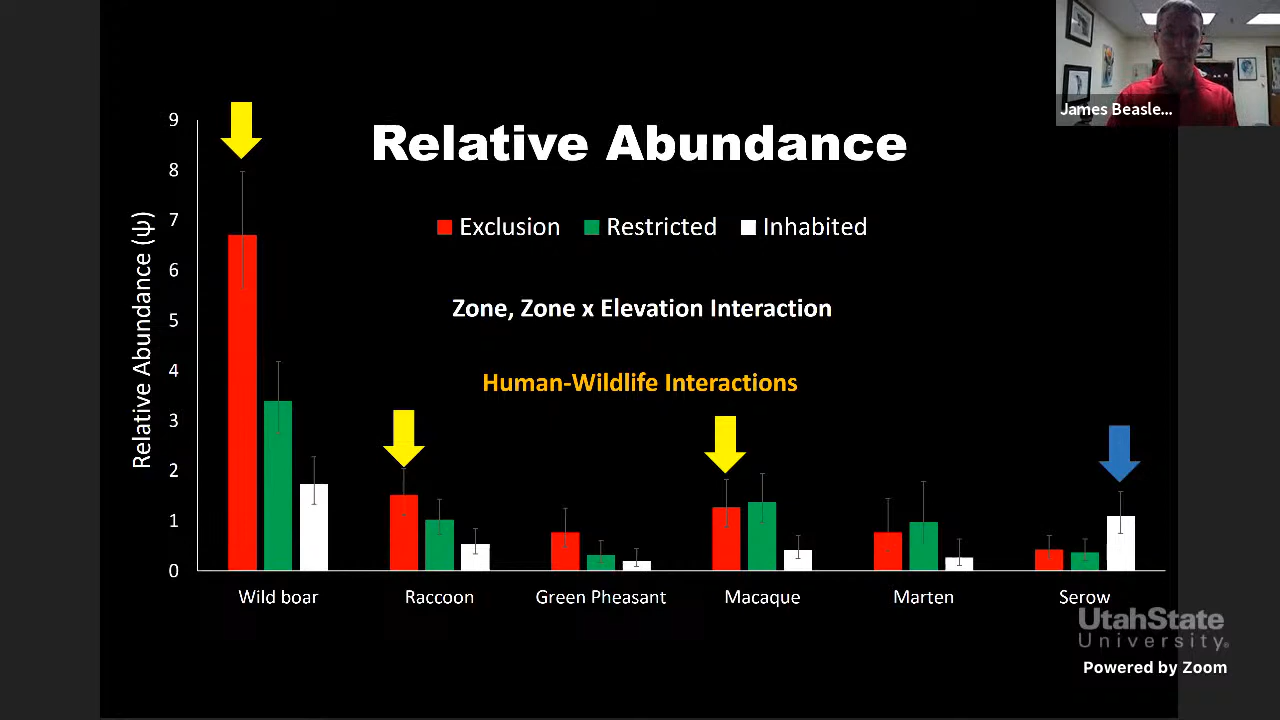 James Beasle...
Relative Abundance
Exclusion Restricted Inhabited
Zone, Zone x Elevation Interaction
Human-Wildlife Interactions
Relative Abundance (ψ)
9
8
7
6
5
4
3
2
1
0
Wild boar Raccoon Green Pheasant Macaque Marten Serow
UtahState
University
Powered by Zoom